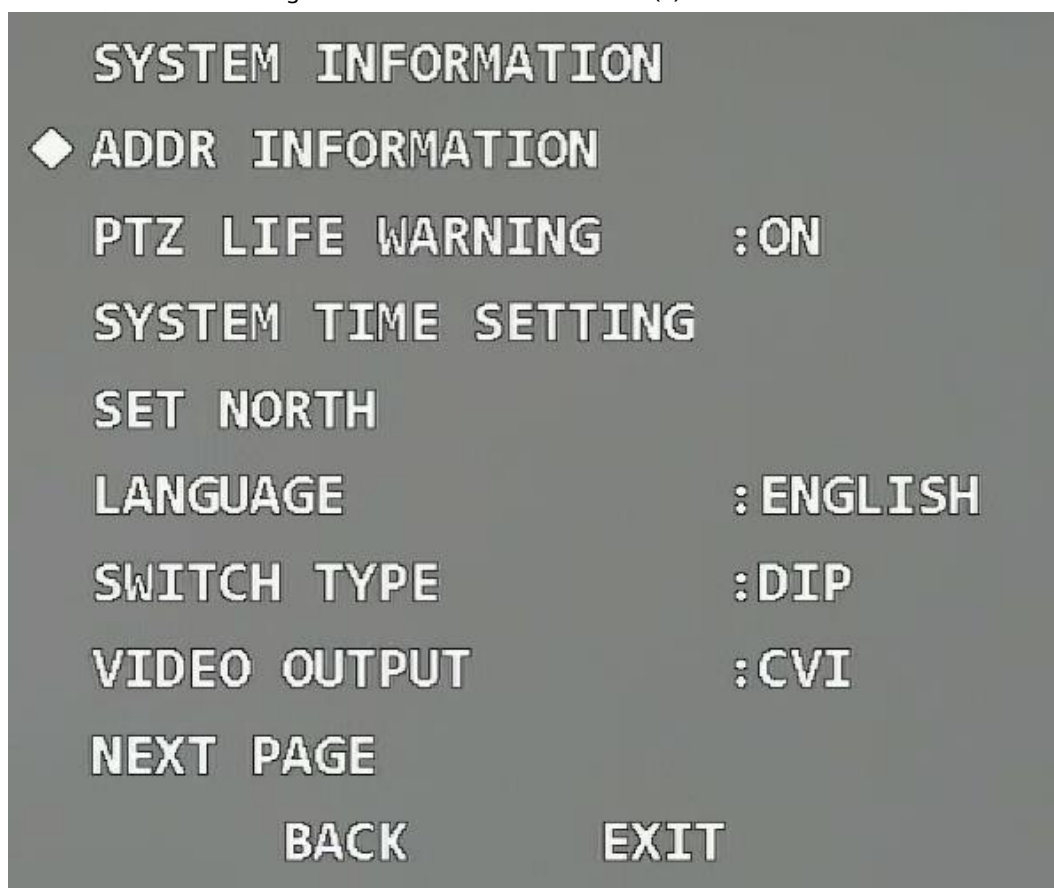 SYSTEM INFORMATION
ADDR INFORMATION
PTZ LIFE WARNING :ON
SYSTEM TIME SETTING
SET NORTH
LANGUAGE :ENGLISH
SWITCH TYPE :DIP
VIDEO OUTPUT :CVI
NEXT PAGE
BACK EXIT